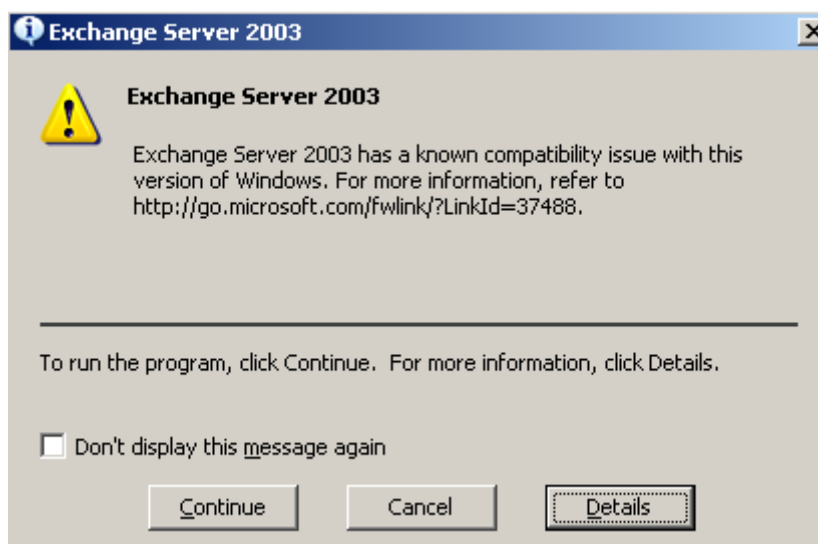 Exchange Server 2003
Exchange Server 2003
Exchange Server 2003 has a known compatibility issue with this
version of Windows. For more information, refer to
http://go.microsoft.com/fwlink/?LinkId=37488.
To run the program, click Continue. For more information, click Details.
Don't display this message again
Continue Cancel Details